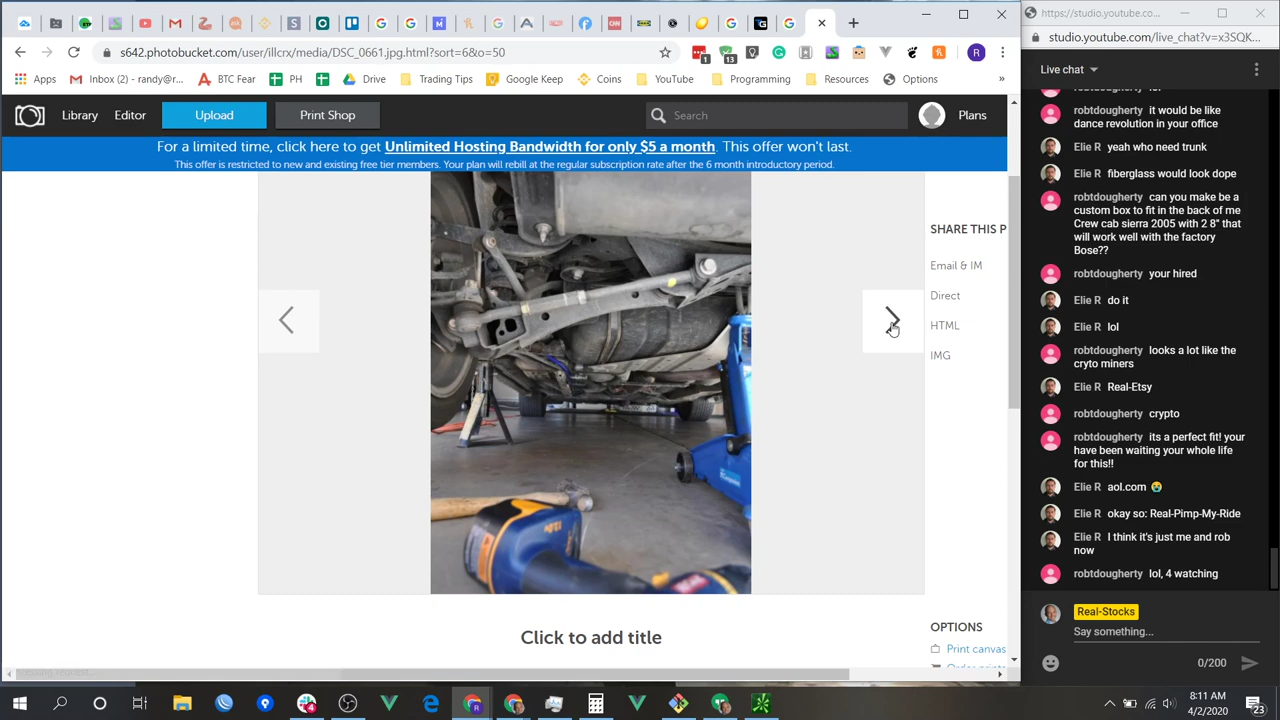 https://studio.youtube.co...
s642.photobucket.com/user/illcrx/media/DSC_0661.jpg.html?sort=6&o=50
studio.youtube.com/live_chat?v=x3SQK...
Apps
Inbox (2) - randy@r...
BTC Fear
PH
Drive
Trading Tips
Google Keep
Coins
YouTube
Programming
Resources
Options
Library
Editor
Upload
Print Shop
Search
Plans
For a limited time, click here to get Unlimited Hosting Bandwidth for only $5 a month. This offer won't last.
This offer is restricted to new and existing free tier members. Your plan will rebill at the regular subscription rate after the 6 month introductory period.
SHARE THIS P
Email & IM
Direct
HTML
IMG
Click to add title
OPTIONS
Print canvas
Order prints
Live chat
robtdougherty it would be like
dance revolution in your office
Elie R yeah who need trunk
Elie R fiberglass would look dope
robtdougherty can you make be a
custom box to fit in the back of me
Crew cab sierra 2005 with 2 8" that
will work well with the factory
Bose??
robtdougherty your hired
Elie R do it
Elie R lol
robtdougherty looks a lot like the
cryto miners
Elie R Real-Etsy
robtdougherty crypto
robtdougherty its a perfect fit! your
have been waiting your whole life
for this!!
Elie R aol.com 😭
Elie R okay so: Real-Pimp-My-Ride
Elie R I think it's just me and rob
now
robtdougherty lol, 4 watching
Real-Stocks
Say something...
0/200
8:11 AM
4/2/2020
23